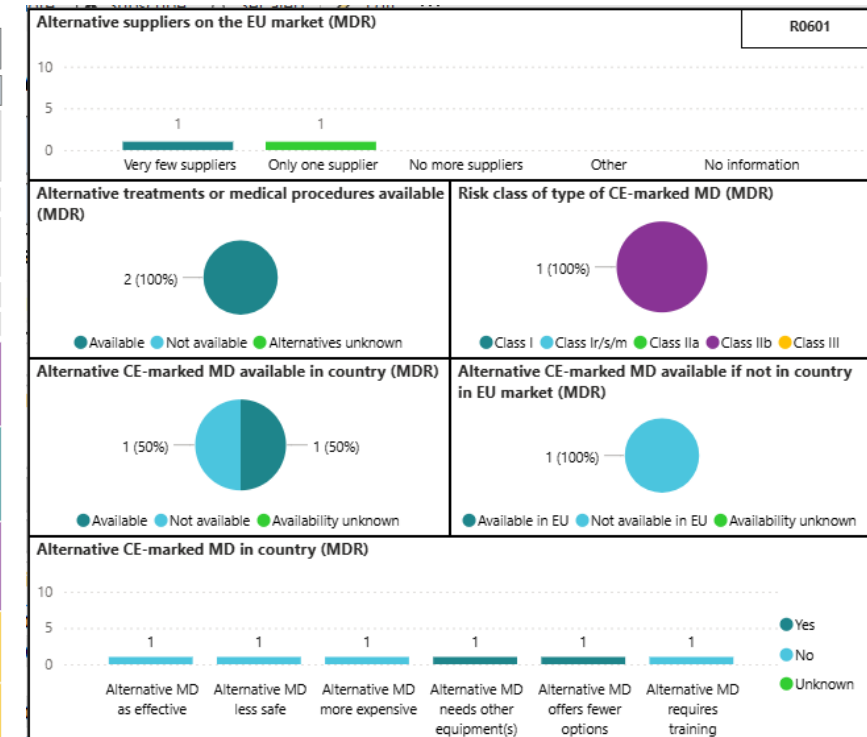 Alternative suppliers on the EU market (MDR)
R0601
10
5
0
1
1
Very few suppliers
Only one supplier
No more suppliers
Other
No information
Alternative treatments or medical procedures available
(MDR)
2 (100%)
Available
Not available
Alternatives unknown
Risk class of type of CE-marked MD (MDR)
1 (100%)
Class I
Class Ir/s/m
Class IIa
Class IIb
Class III
Alternative CE-marked MD available in country (MDR)
1 (50%)
1 (50%)
Available
Not available
Availability unknown
Alternative CE-marked MD available if not in country
in EU market (MDR)
1 (100%)
Available in EU
Not available in EU
Availability unknown
Alternative CE-marked MD in country (MDR)
10
5
0
1
1
1
1
1
1
Alternative MD
as effective
Alternative MD
less safe
Alternative MD
more expensive
Alternative MD
needs other
equipment(s)
Alternative MD
offers fewer
options
Alternative MD
requires
training
Yes
No
Unknown